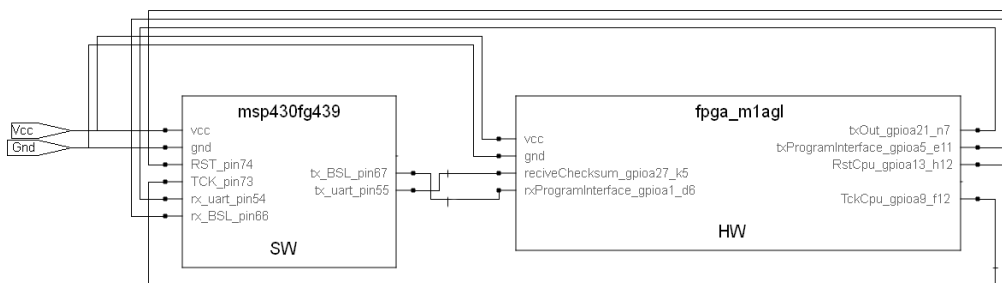 Vcc
Gnd
msp430fg439
vcc
gnd
RST_pin74
TCK_pin73
rx_uart_pin54
rx_BSL_pin66
tx_BSL_pin67
tx_uart_pin55
SW
fpga_m1agl
vcc
gnd
reciveChecksum_gpioa27_k5
rxProgramInterface_gpioa1_d6
txOut_gpioa21_n7
txProgramInterface_gpioa5_e11
RstCpu_gpioa13_h12
TckCpu_gpioa9_f12
HW